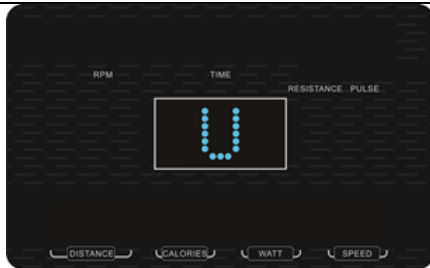 RPM TIME
RESISTANCE PULSE
U
DISTANCE CALORIES WATT SPEED